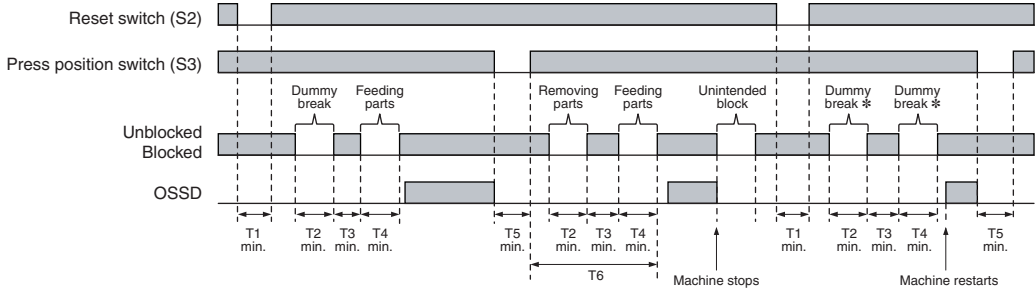 Reset switch (S2)
Press position switch (S3)
Dummy break
Feeding parts
Removing parts
Feeding parts
Unintended block
Dummy break *
Dummy break *
Unblocked
Blocked
OSSD
T1 min.
T2 min.
T3 min.
T4 min.
T5 min.
T2 min.
T3 min.
T4 min.
T1 min.
T2 min.
T3 min.
T4 min.
T5 min.
T6
Machine stops
Machine restarts